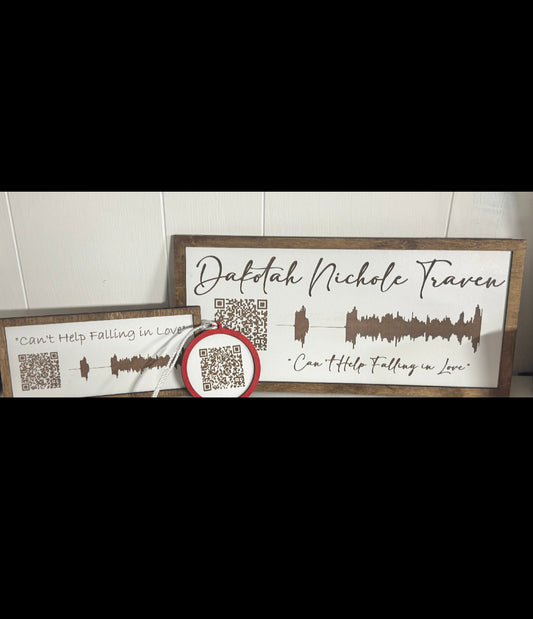 Dakotah Nichole Traven
"Can't Help Falling in Love"
"Can't Help Falling in Love"